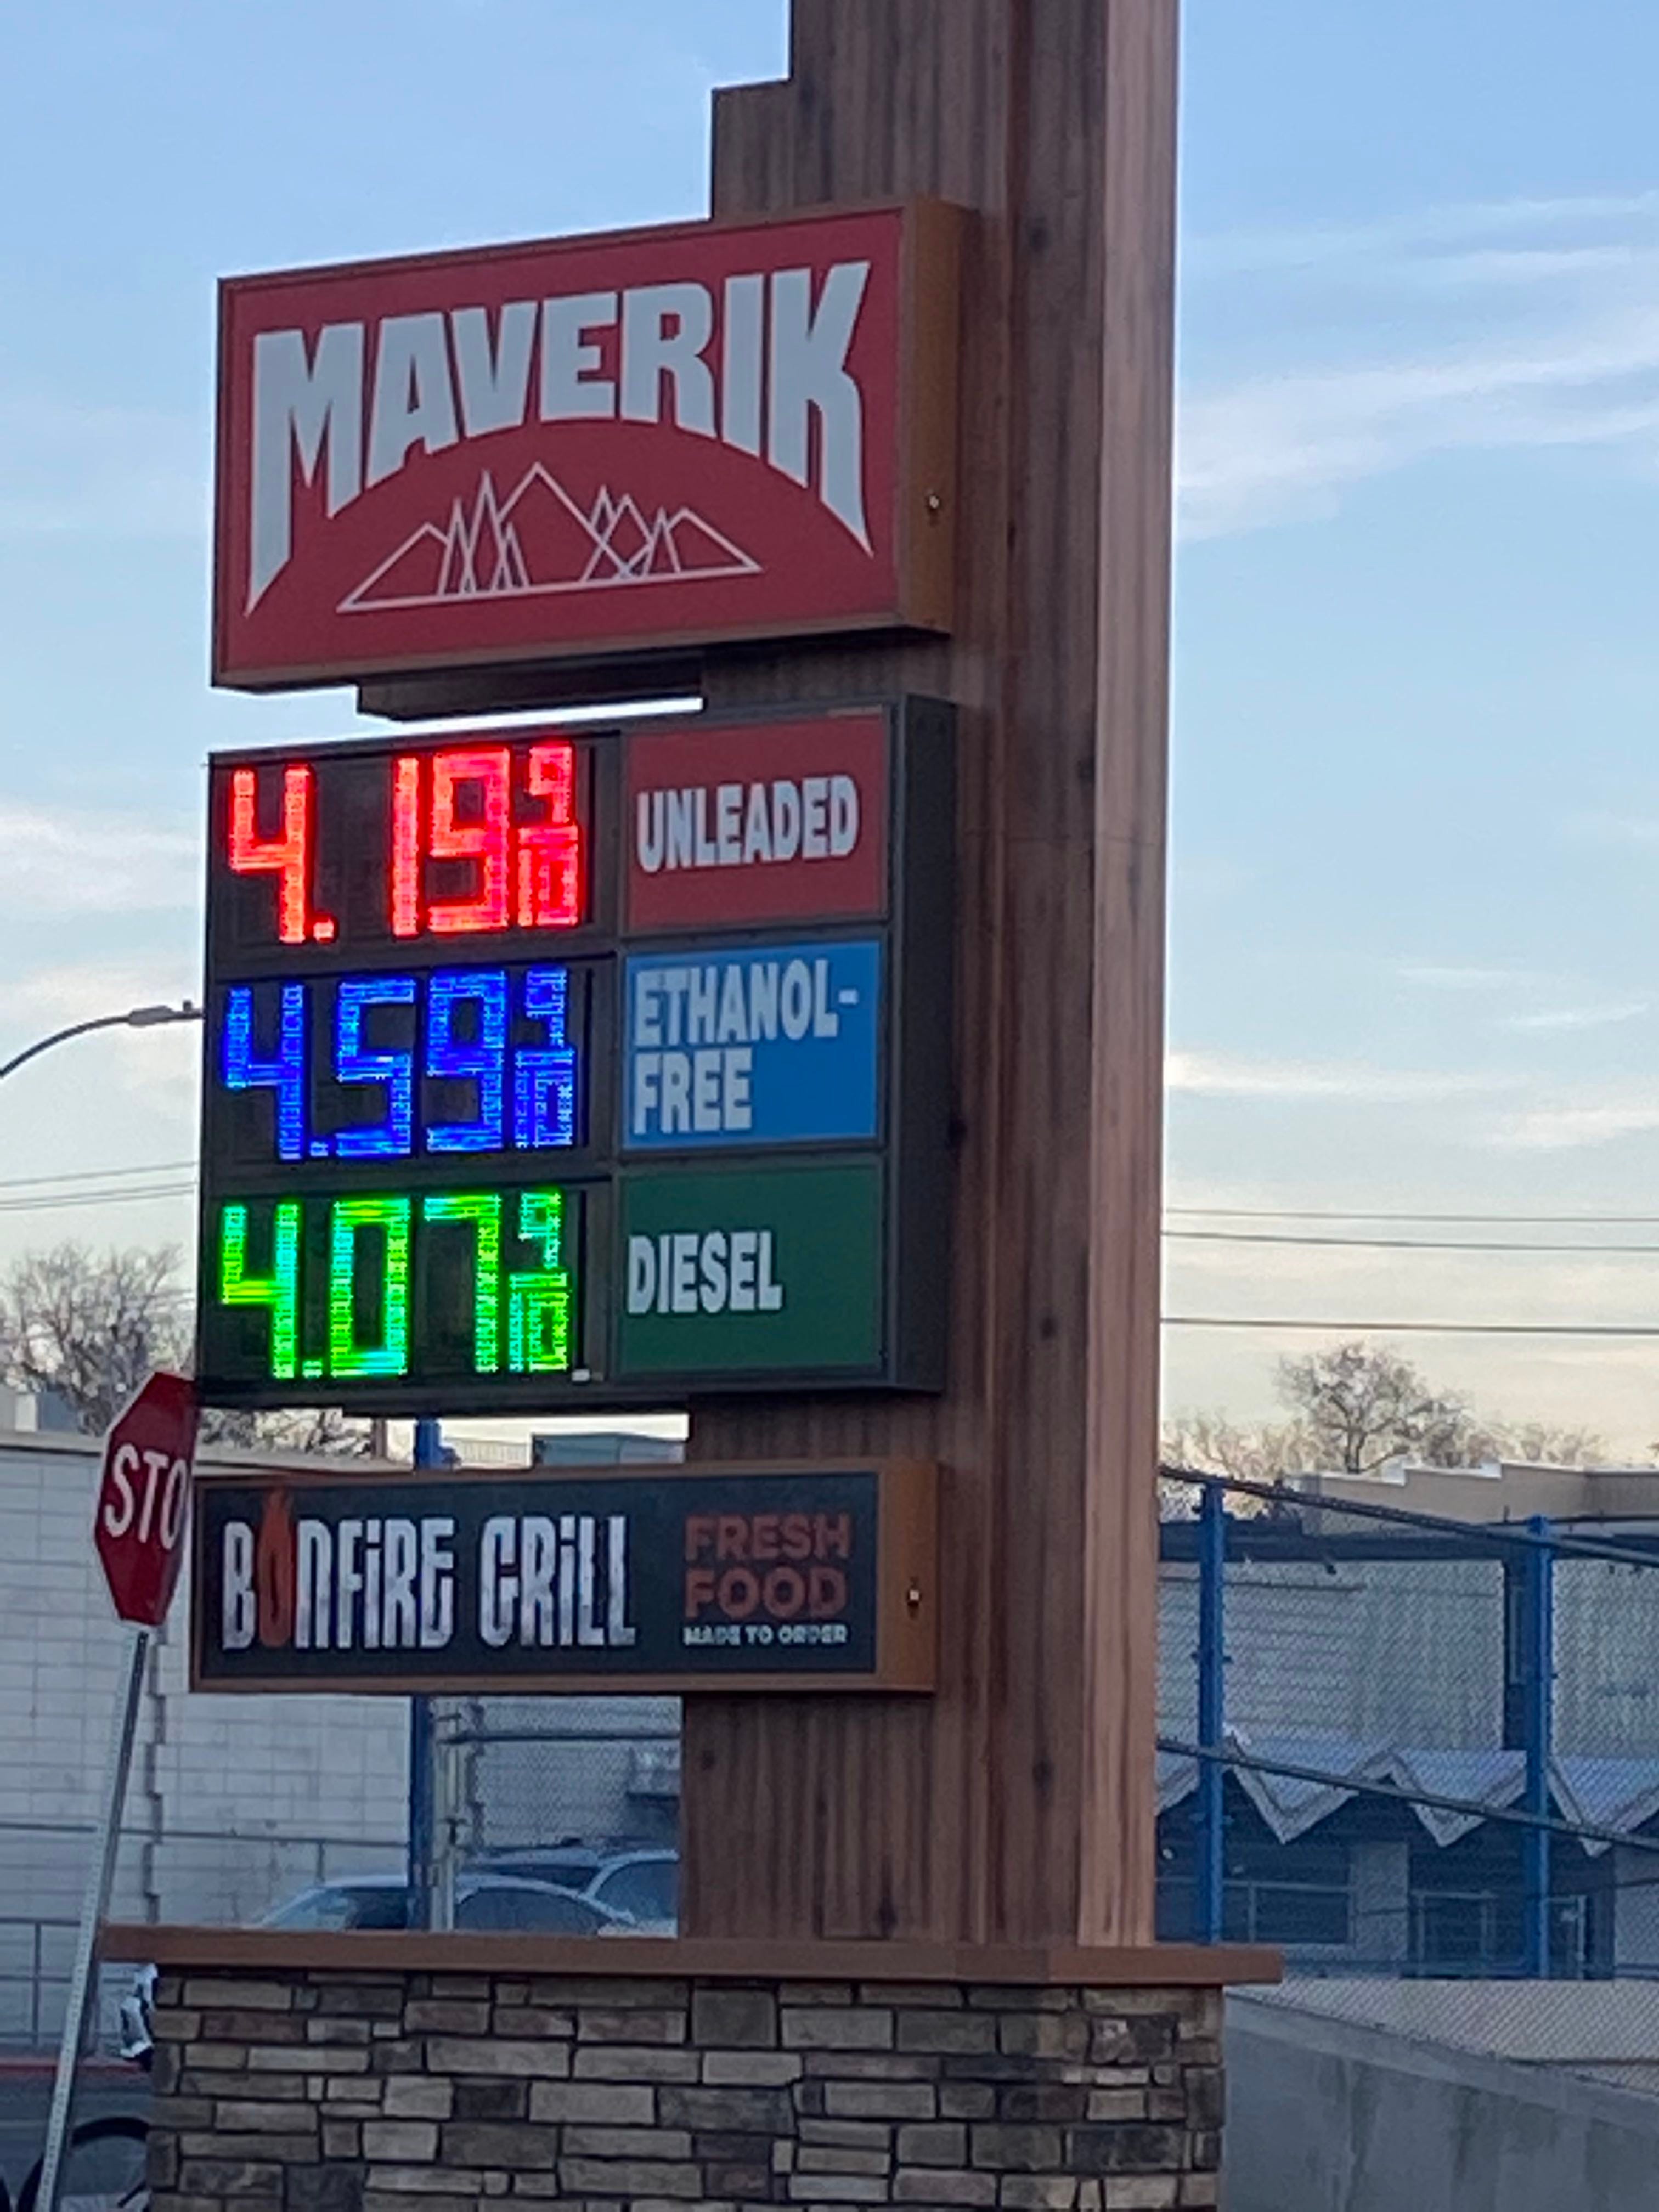 MAVERIK
4.19 9/10 UNLEADED
4.59 9/10 ETHANOL-
FREE
4.07 9/10 DIESEL
STO
BONFIRE GRILL FRESH
FOOD
MADE TO ORDER